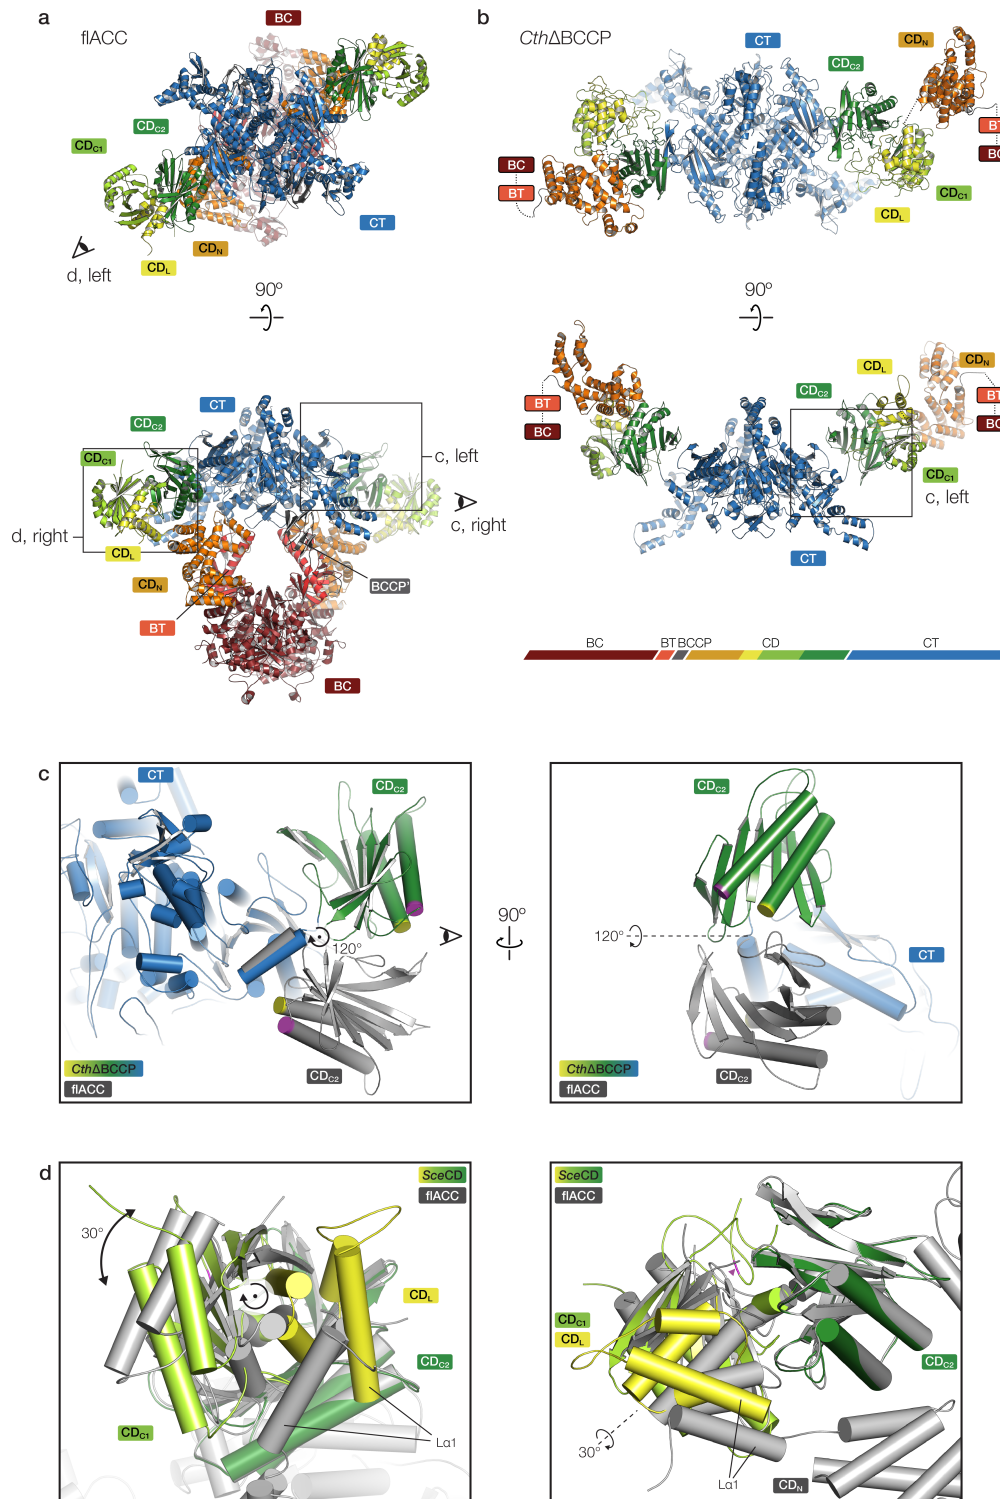 a
flACC
BC
CD_C2
CD_C1
CT
CD_N
CD_L
d, left
90º
CT
CD_C2
CD_C1
c, left
c, right
d, right
CD_L
CD_N
BCCP'
BT
BC
b
CthΔBCCP
CT
CD_N
CD_C2
BT
BC
BC
BT
CD_C1
CD_L
90º
CD_L
CD_N
CD_C2
BT
BC
BT
BC
CD_C1
c, left
CT
BC BT BCCP CD CT
c
CT
CD_C2
120°
CD_C2
CthΔBCCP
flACC
90º
CD_C2
120°
CT
CD_C2
CthΔBCCP
flACC
d
SceCD
flACC
30°
CD_L
CD_C2
CD_C1
Lα1
SceCD
flACC
CD_C1
CD_L
CD_C2
30°
Lα1
CD_N